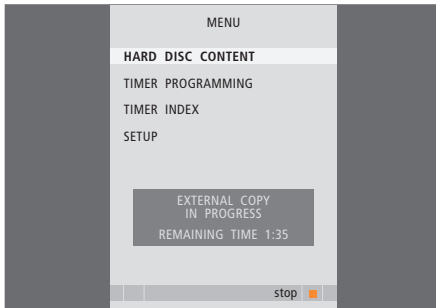 MENU
HARD DISC CONTENT
TIMER PROGRAMMING
TIMER INDEX
SETUP
EXTERNAL COPY
IN PROGRESS
REMAINING TIME 1:35
stop